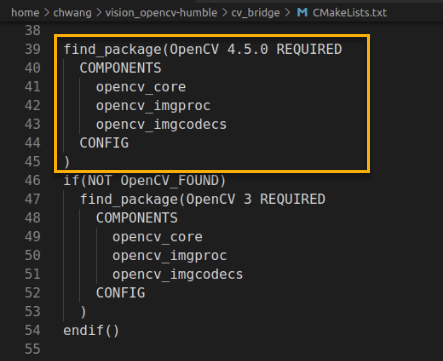 home > chwang > vision_opencv-humble > cv_bridge > M CMakeLists.txt
38
39 find_package(OpenCV 4.5.0 REQUIRED
40   COMPONENTS
41     opencv_core
42     opencv_imgproc
43     opencv_imgcodecs
44   CONFIG
45 )
46 if(NOT OpenCV_FOUND)
47   find_package(OpenCV 3 REQUIRED
48     COMPONENTS
49       opencv_core
50       opencv_imgproc
51       opencv_imgcodecs
52     CONFIG
53   )
54 endif()
55